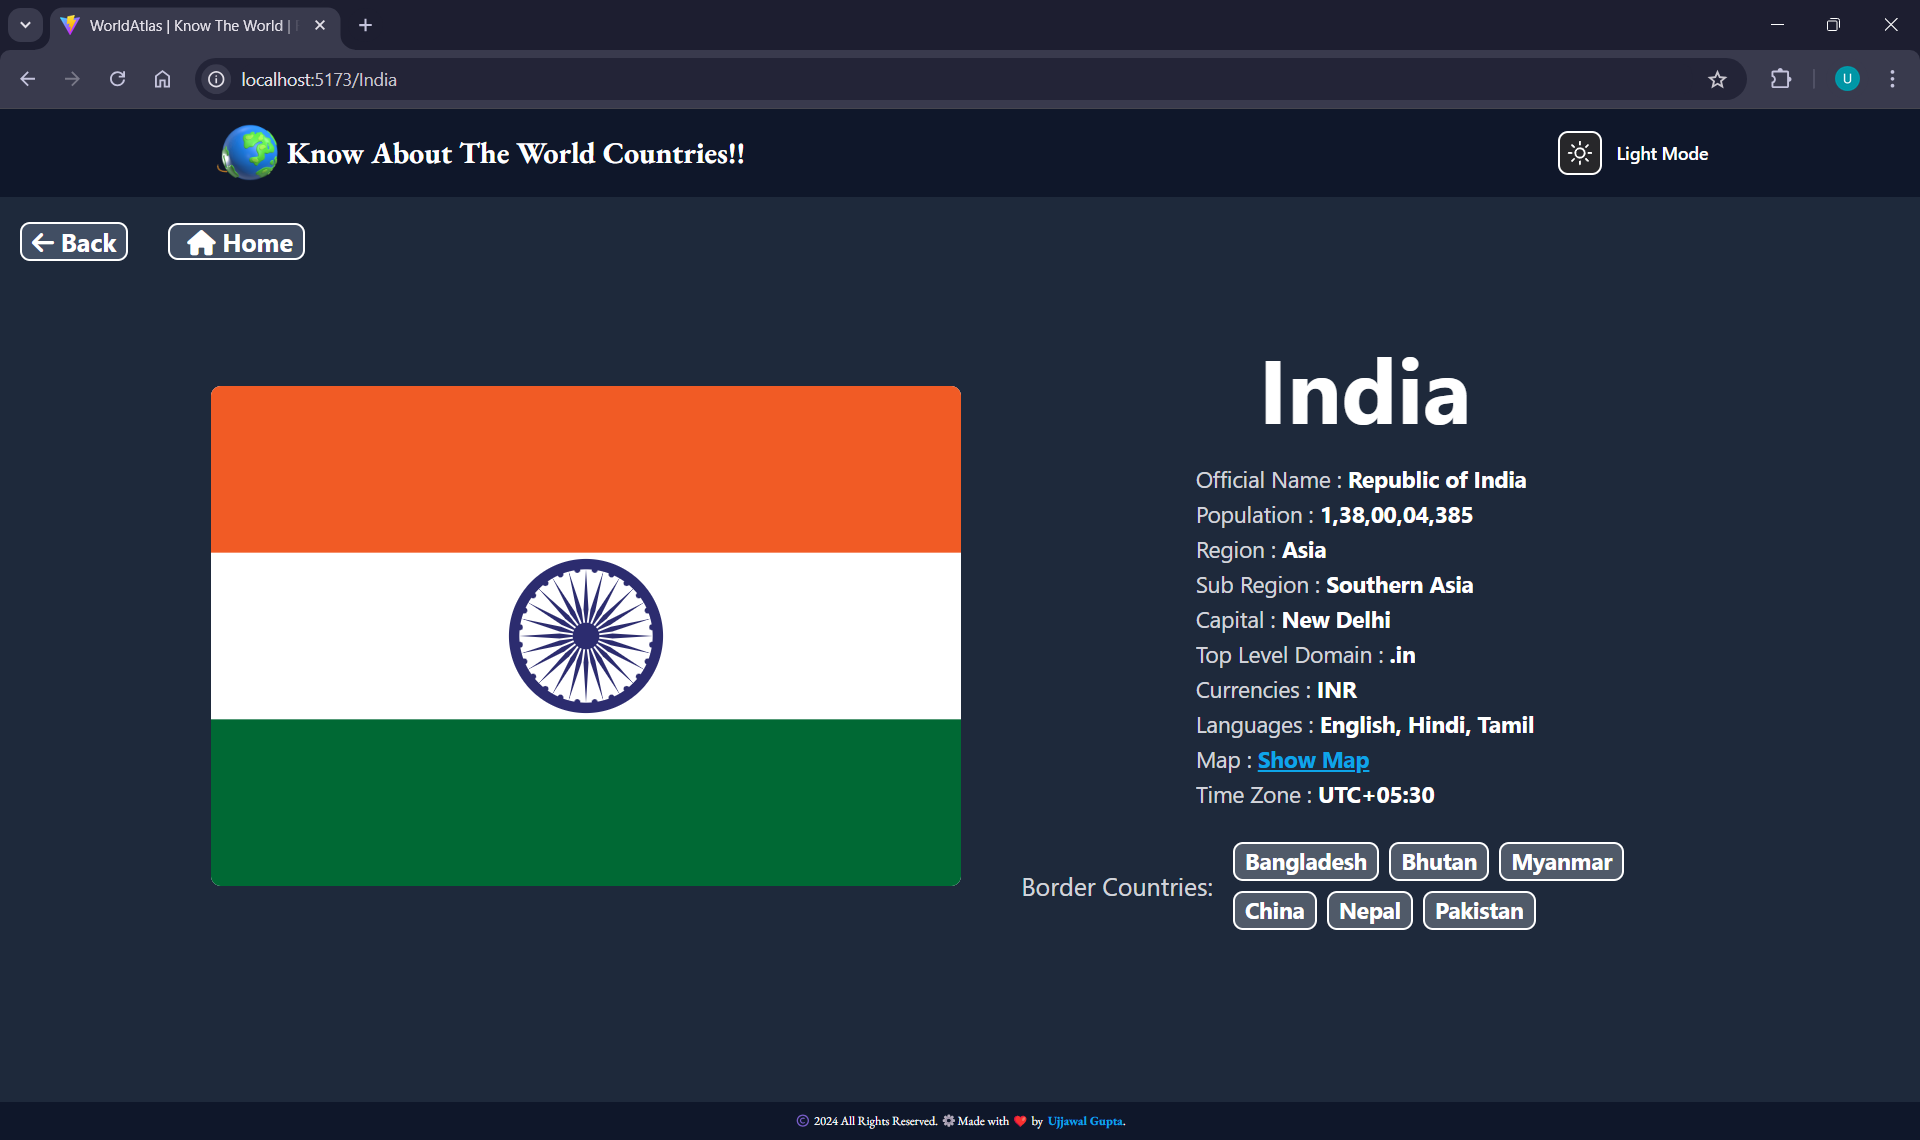 WorldAtlas | Know The World |
localhost:5173/India
U
Know About The World Countries!!
Light Mode
Back
Home
India
Official Name : Republic of India
Population : 1,38,00,04,385
Region : Asia
Sub Region : Southern Asia
Capital : New Delhi
Top Level Domain : .in
Currencies : INR
Languages : English, Hindi, Tamil
Map : Show Map
Time Zone : UTC+05:30
Border Countries:
Bangladesh Bhutan Myanmar
China Nepal Pakistan
© 2024 All Rights Reserved. Made with ❤️ by Ujjawal Gupta.